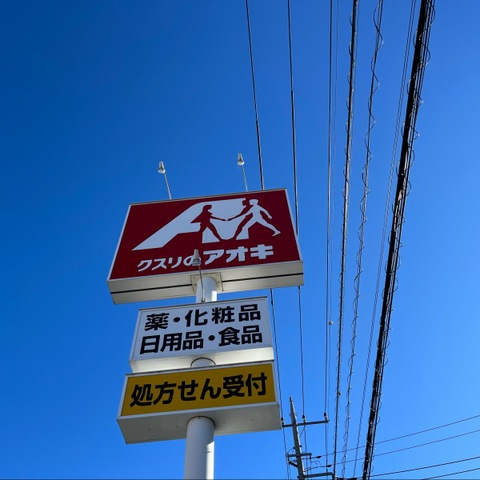 クスリのアオキ
薬・化粧品
日用品・食品
処方せん受付